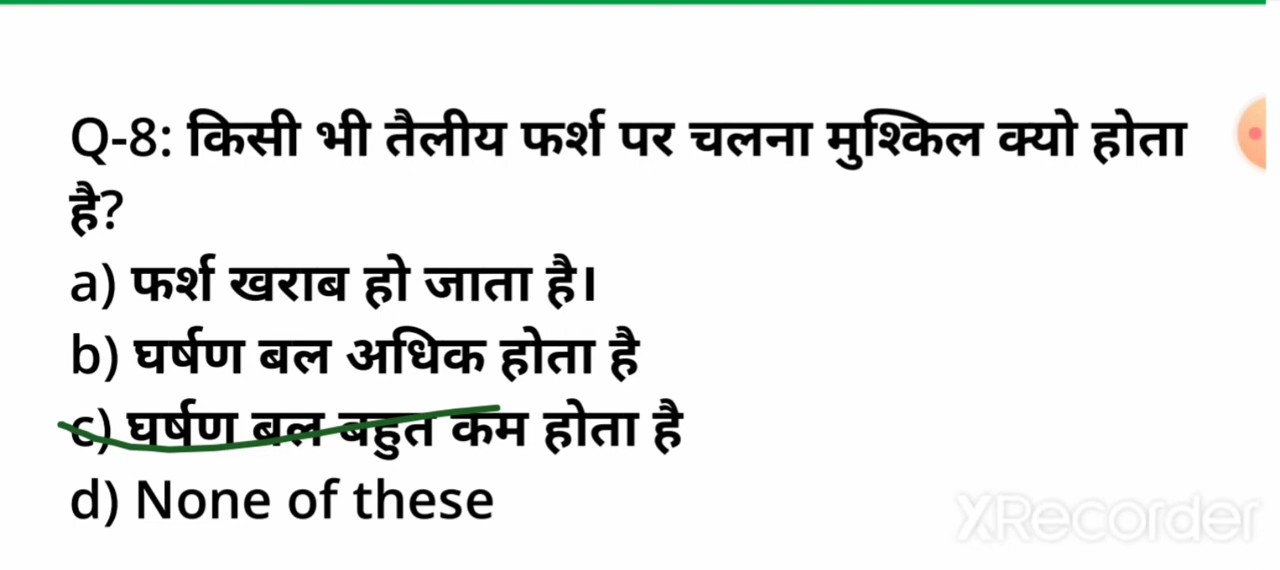 Q-8: किसी भी तैलीय फर्श पर चलना मुश्किल क्यो होता
है?
a) फर्श खराब हो जाता है।
b) घर्षण बल अधिक होता है
c) घर्षण बल बहुत कम होता है
d) None of these
XRecorder